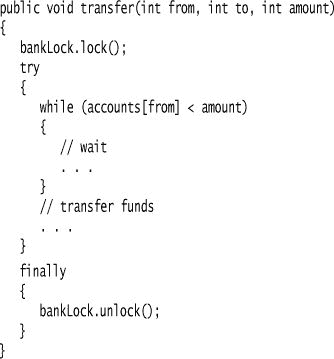 public void transfer(int from, int to, int amount)
{
   bankLock.lock();
   try
   {
      while (accounts[from] < amount)
      {
         // wait
         . . .
      }
      // transfer funds
      . . .
   }
   finally
   {
      bankLock.unlock();
   }
}